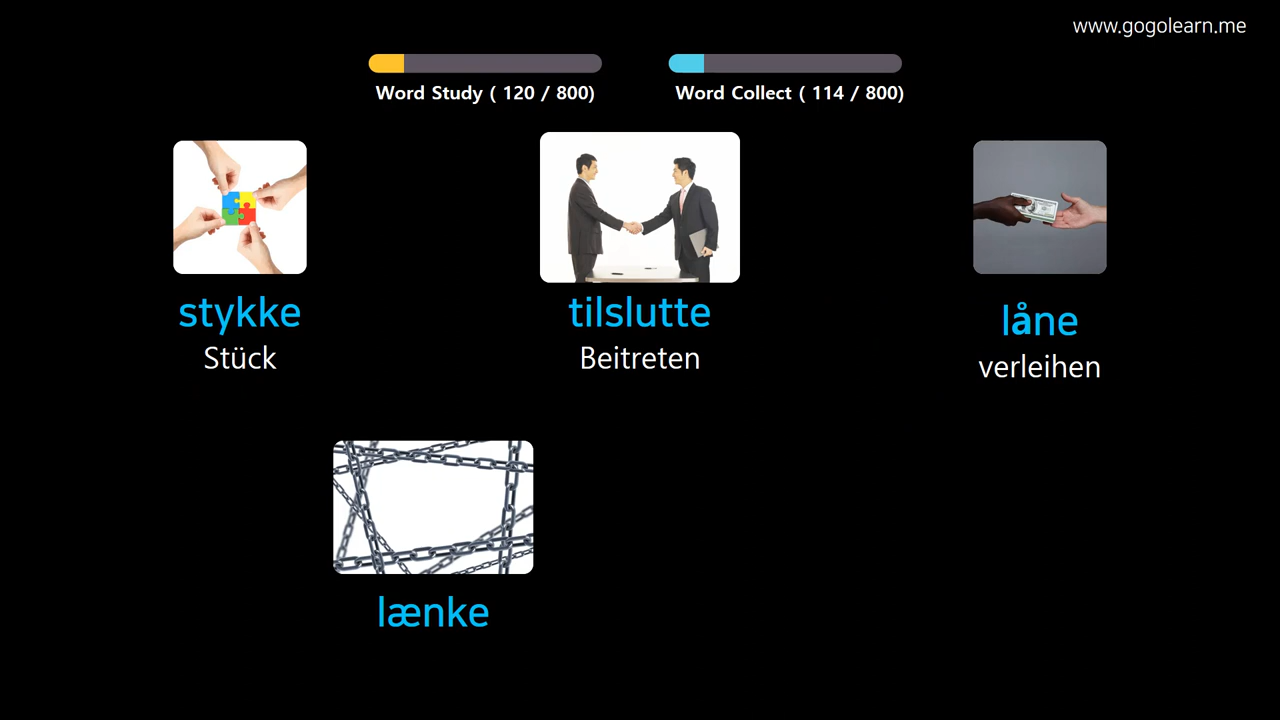 www.gogolearn.me
Word Study ( 120 / 800)
Word Collect ( 114 / 800)
stykke
Stück
tilslutte
Beitreten
låne
verleihen
lænke